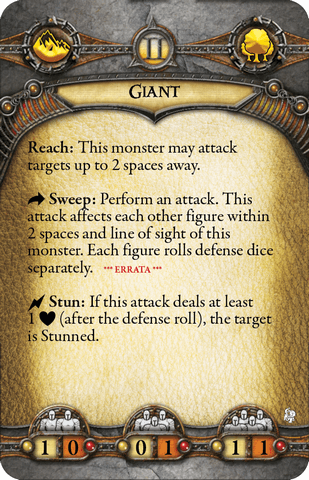 II
GIANT
Reach: This monster may attack
targets up to 2 spaces away.
Sweep: Perform an attack. This
attack affects each other figure within
2 spaces and line of sight of this
monster. Each figure rolls defense dice
separately. *** ERRATA ***
Stun: If this attack deals at least
1 (after the defense roll), the target
is Stunned.
1 0 0 1 1 1